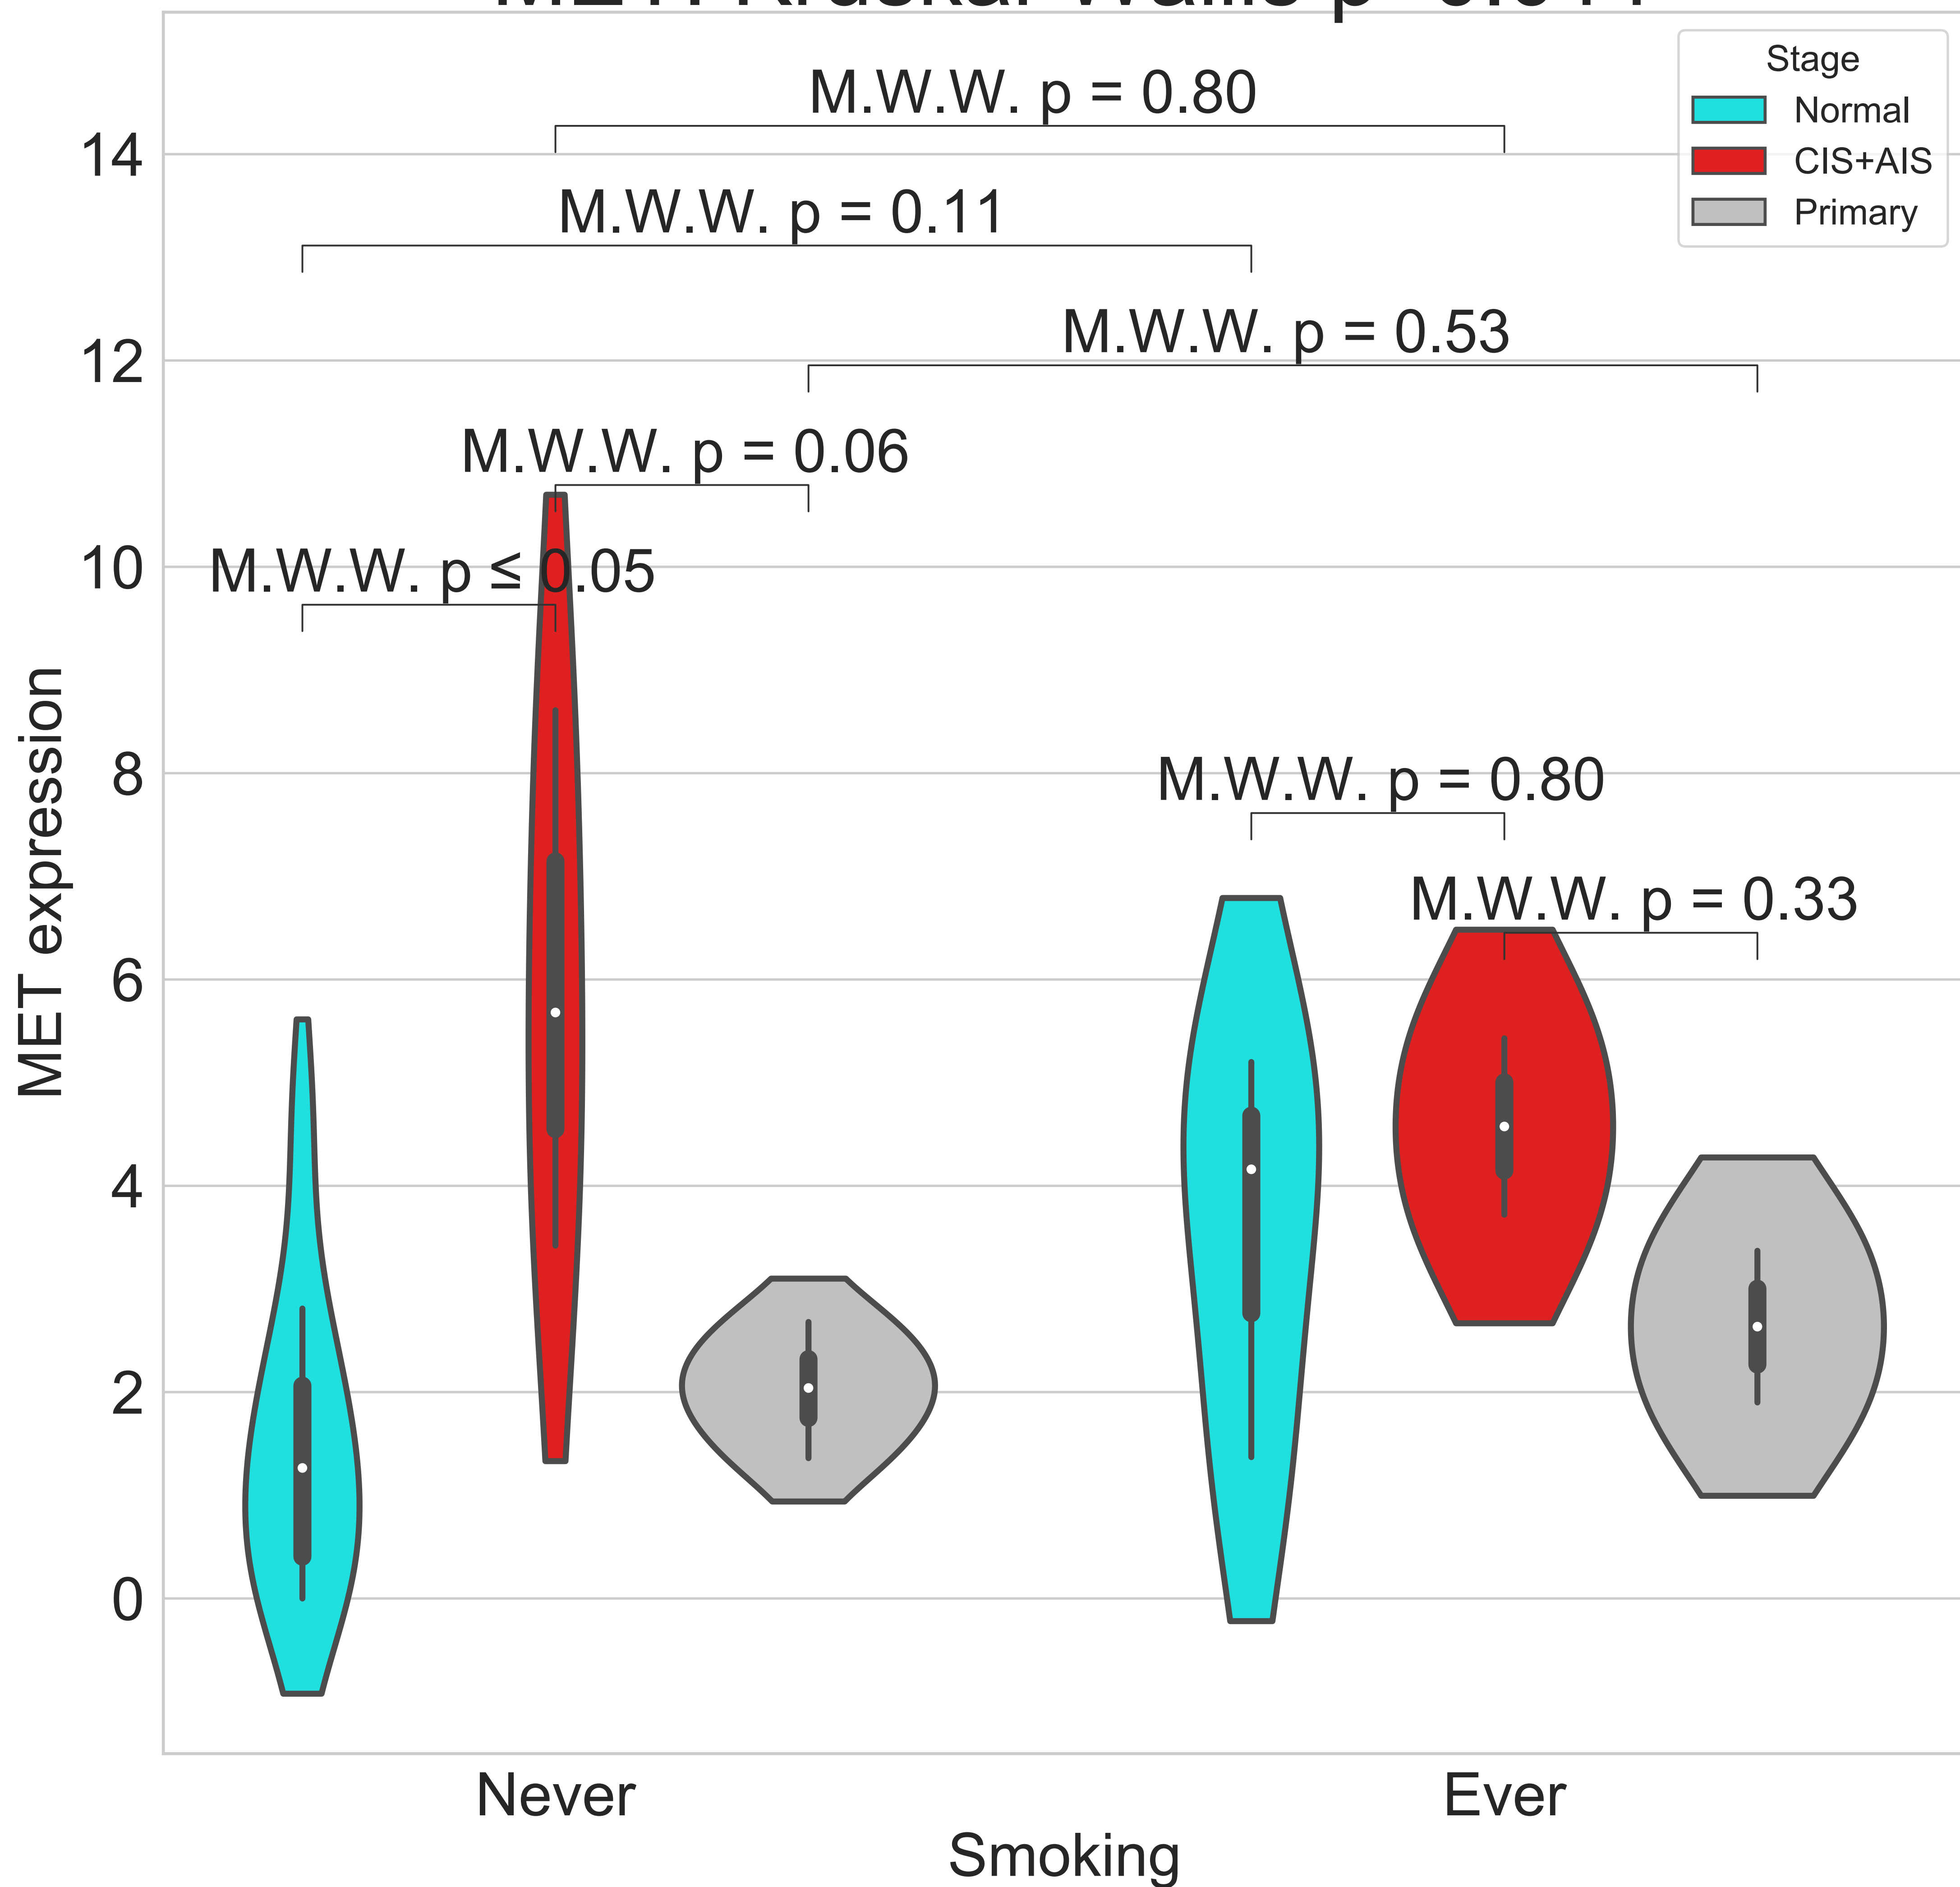 Stage
Normal
CIS+AIS
Primary
M.W.W. p = 0.80
M.W.W. p = 0.11
M.W.W. p = 0.53
M.W.W. p = 0.06
M.W.W. p ≤ 0.05
M.W.W. p = 0.80
M.W.W. p = 0.33
14
12
10
8
6
4
2
0
MET expression
Never
Ever
Smoking